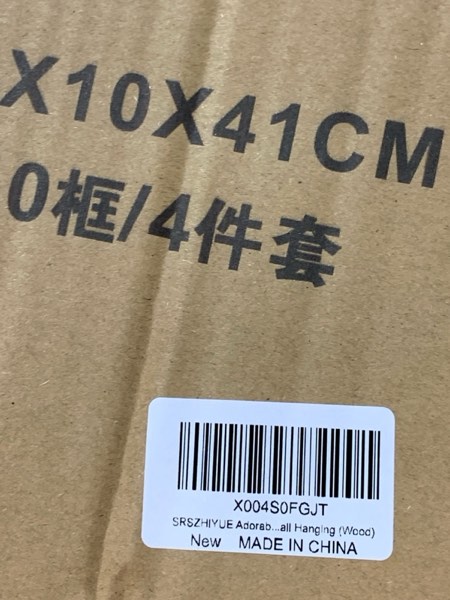 X10X41CM
0框/4件套
X004S0FGJT
SRSZHIYUE Adorab...all Hanging (Wood)
New MADE IN CHINA